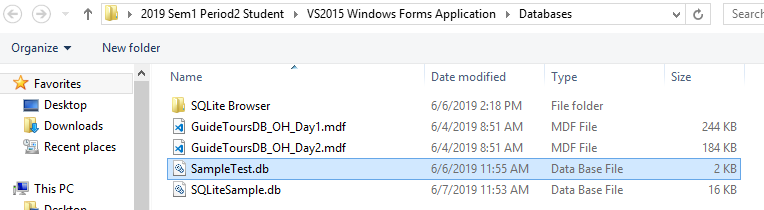 2019 Sem1 Period2 Student VS2015 Windows Forms Application Databases Search
Organize New folder
Favorites
Desktop
Downloads
Recent places
This PC
Desktop
Name Date modified Type Size
SQLite Browser 6/6/2019 2:18 PM File folder
GuideToursDB_OH_Day1.mdf 6/4/2019 8:51 AM MDF File 244 KB
GuideToursDB_OH_Day2.mdf 6/4/2019 8:51 AM MDF File 184 KB
SampleTest.db 6/6/2019 11:55 AM Data Base File 2 KB
SQLiteSample.db 6/7/2019 11:53 AM Data Base File 16 KB